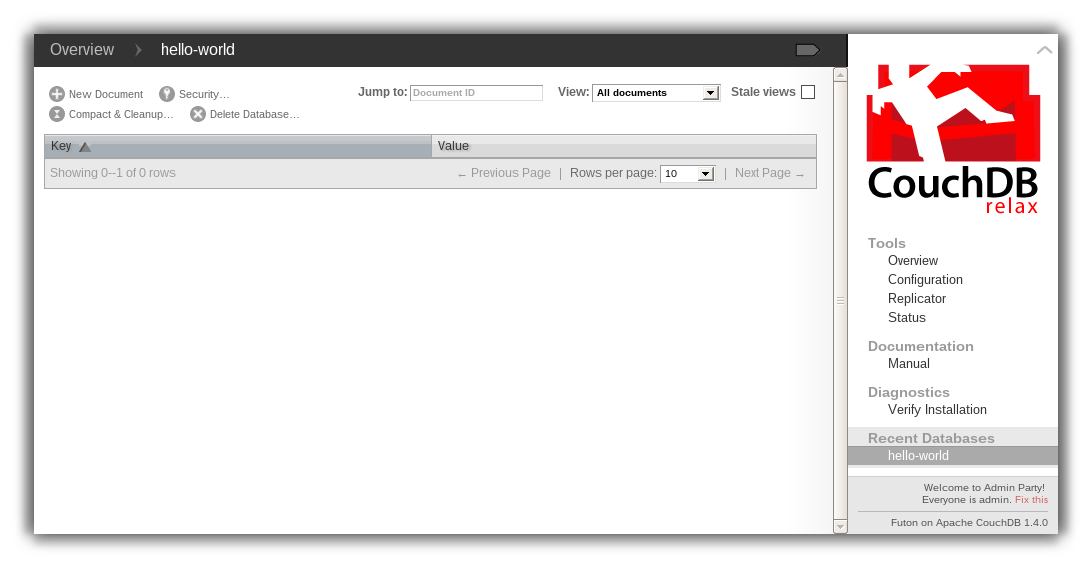 Overview hello-world
New Document Security…
Compact & Cleanup… Delete Database…
Jump to: Document ID View: All documents Stale views
Key Value
Showing 0--1 of 0 rows ← Previous Page | Rows per page: 10 | Next Page →
CouchDB
relax
Tools
Overview
Configuration
Replicator
Status
Documentation
Manual
Diagnostics
Verify Installation
Recent Databases
hello-world
Welcome to Admin Party!
Everyone is admin. Fix this
Futon on Apache CouchDB 1.4.0